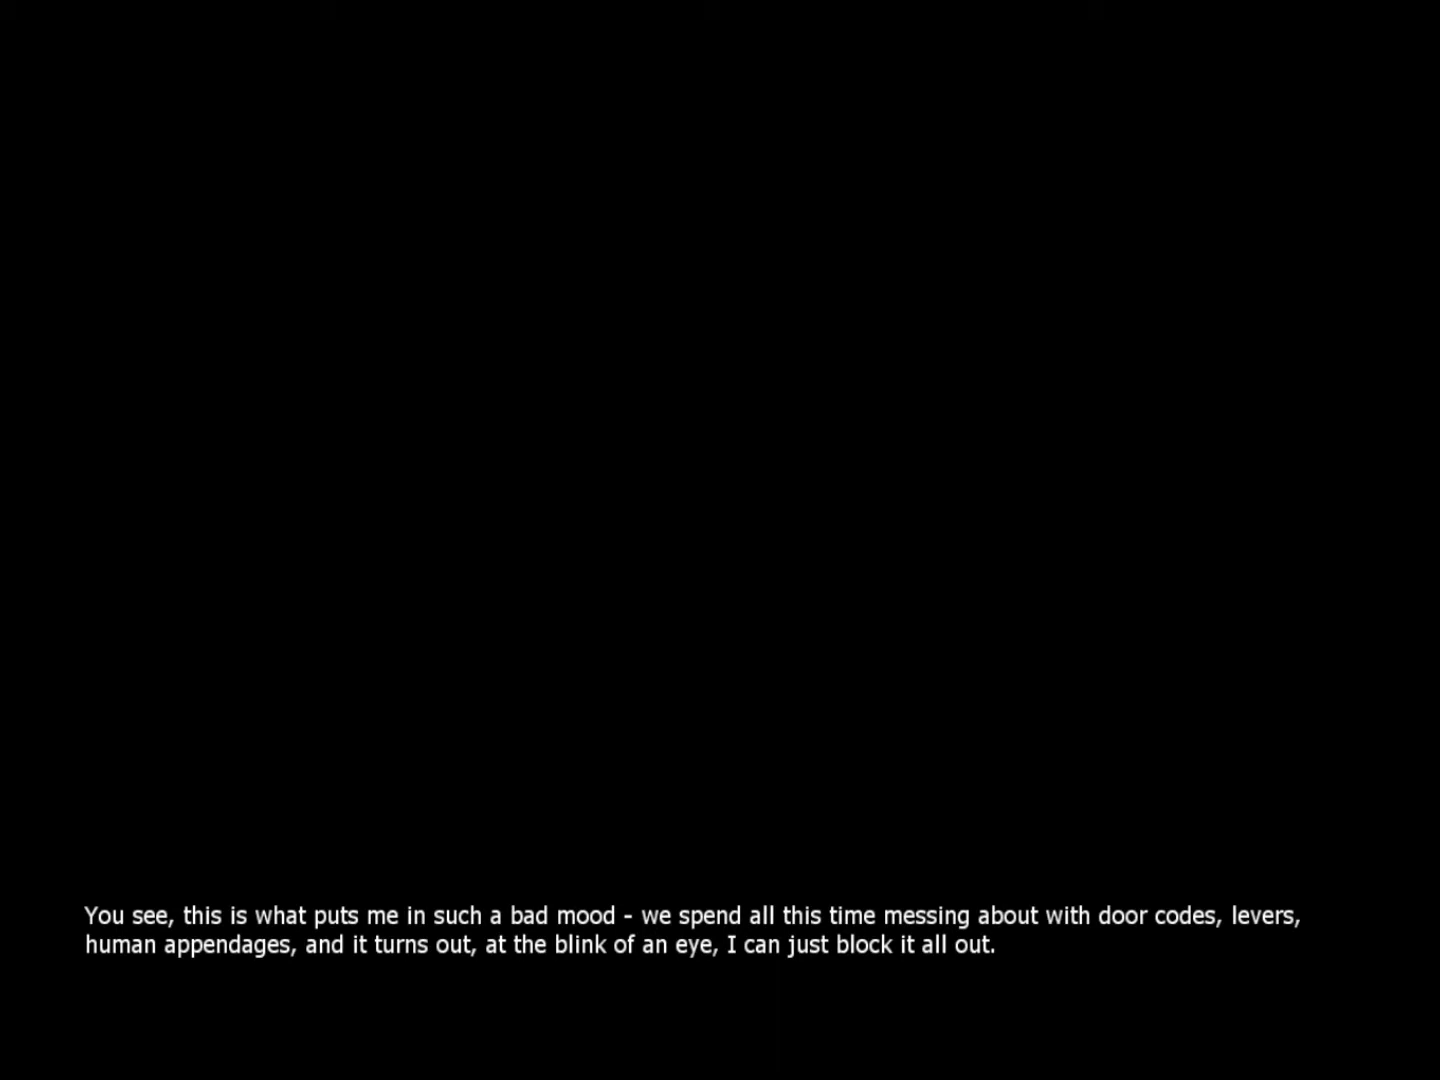 You see, this is what puts me in such a bad mood - we spend all this time messing about with door codes, levers,
human appendages, and it turns out, at the blink of an eye, I can just block it all out.